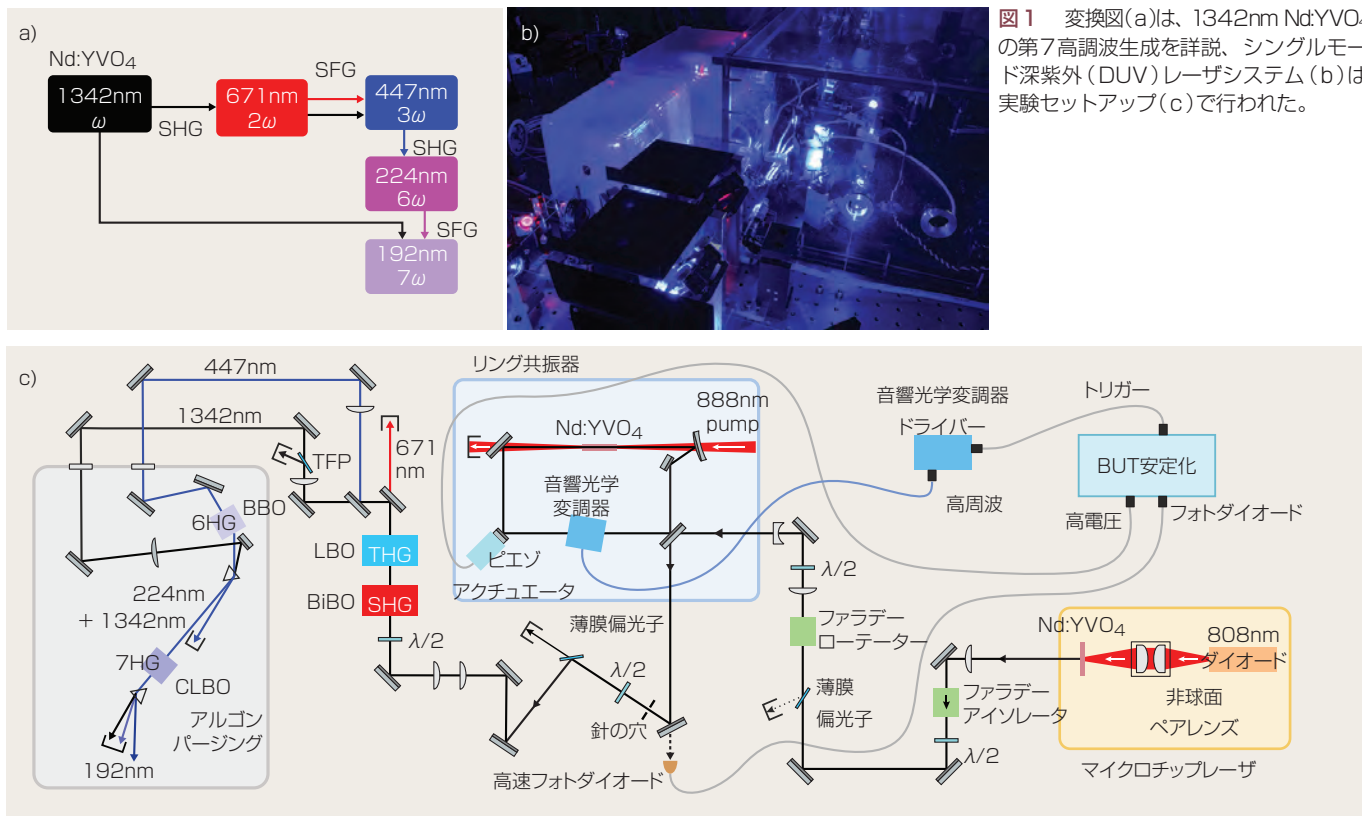 a)
Nd:YVO4
1342nm
ω
SHG
671nm
2ω
SFG
447nm
3ω
SHG
224nm
6ω
SFG
192nm
7ω
b)
図1 変換図(a)は、1342nm Nd:YVO4
の第7高調波生成を詳説、シングルモー
ド深紫外(DUV)レーザシステム(b)は
実験セットアップ(c)で行われた。
c)
447nm
1342nm
TFP
671
nm
BBO
6HG
224nm
+ 1342nm
7HG
CLBO
アルゴン
パージング
192nm
LBO
THG
BiBO
SHG
λ/2
リング共振器
Nd:YVO4
888nm
pump
音響光学
変調器
ピエゾ
アクチュエータ
薄膜偏光子
λ/2
針の穴
高速フォトダイオード
音響光学変調器
ドライバー
高周波
トリガー
BUT安定化
高電圧
フォトダイオード
λ/2
ファラデー
ローテーター
薄膜
偏光子
ファラデー
アイソレータ
λ/2
Nd:YVO4
808nm
ダイオード
非球面
ペアレンズ
マイクロチップレーザ